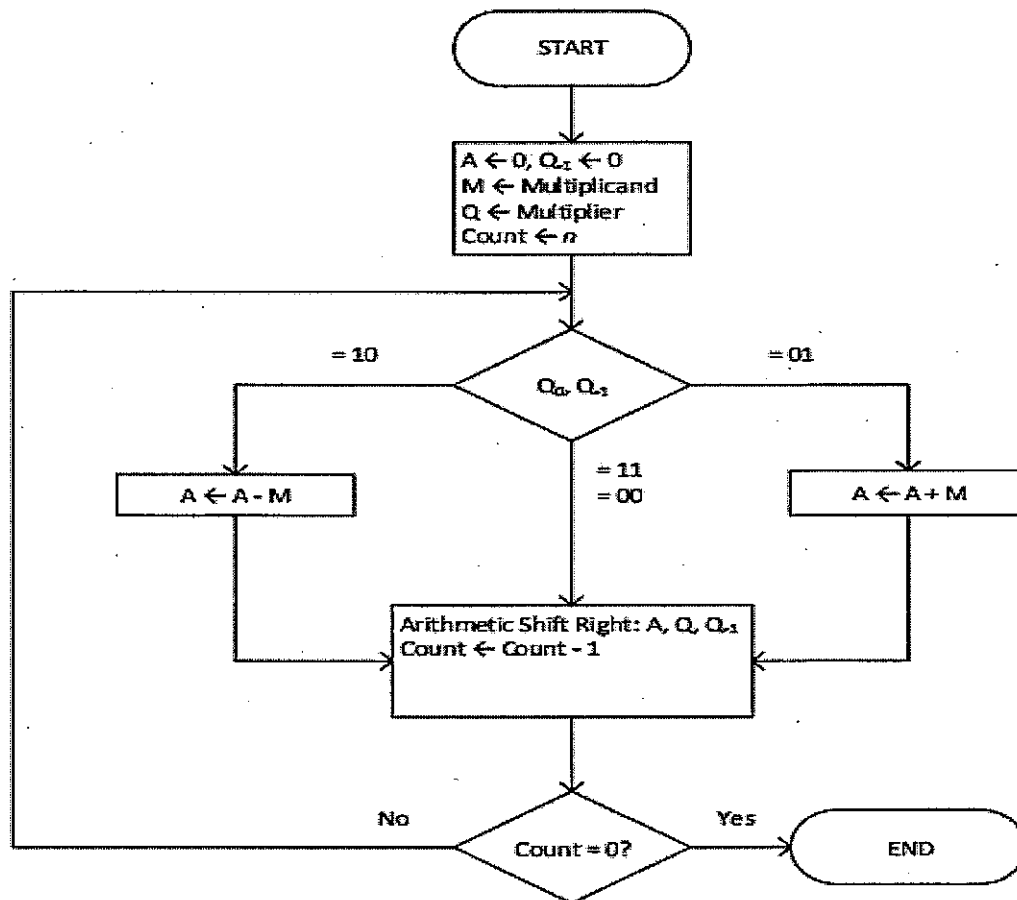 START
A ← 0, Q₋₁ ← 0
M ← Multiplicand
Q ← Multiplier
Count ← n
= 10
= 01
Q₀, Q₋₁
= 11
= 00
A ← A - M
A ← A + M
Arithmetic Shift Right: A, Q, Q₋₁
Count ← Count - 1
No
Yes
Count = 0?
END